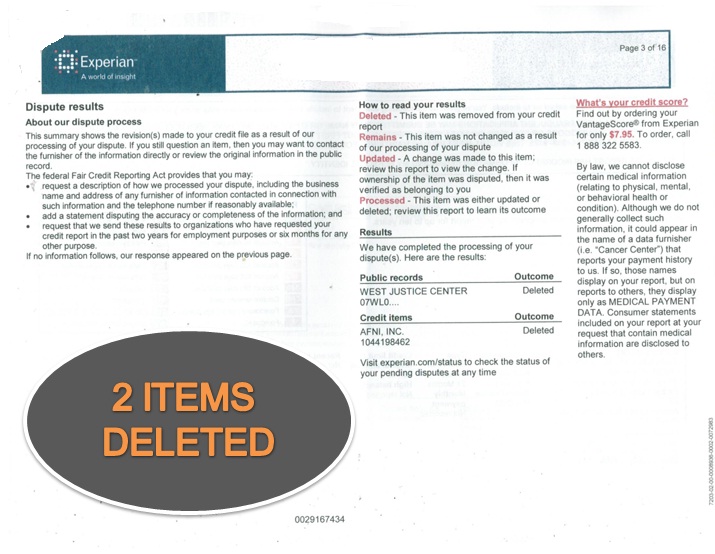 Experian
A world of insight
Page 3 of 16
Dispute results
About our dispute process
This summary shows the revision(s) made to your credit file as a result of our
processing of your dispute. If you still question an item, then you may want to contact
the furnisher of the information directly or review the original information in the public
record.
The federal Fair Credit Reporting Act provides that you may:
• request a description of how we processed your dispute, including the business
name and address of any furnisher of information contacted in connection with
such information and the telephone number if reasonably available;
• add a statement disputing the accuracy or completeness of the information; and
• request that we send these results to organizations who have requested your
credit report in the past two years for employment purposes or six months for any
other purpose.
If no information follows, our response appeared on the previous page.
How to read your results
Deleted - This item was removed from your credit
report
Remains - This item was not changed as a result
of our processing of your dispute
Updated - A change was made to this item;
review this report to view the change. If
ownership of the item was disputed, then it was
verified as belonging to you
Processed - This item was either updated or
deleted; review this report to learn its outcome
Results
We have completed the processing of your
dispute(s). Here are the results:
Public records Outcome
WEST JUSTICE CENTER Deleted
07WL0....
Credit items Outcome
AFNI, INC. Deleted
1044198462
Visit experian.com/status to check the status of
your pending disputes at any time
What's your credit score?
Find out by ordering your
VantageScore® from Experian
for only $7.95. To order, call
1 888 322 5583.
By law, we cannot disclose
certain medical information
(relating to physical, mental,
or behavioral health or
condition). Although we do not
generally collect such
information, it could appear in
the name of a data furnisher
(i.e. "Cancer Center") that
reports your payment history
to us. If so, those names
display on your report, but on
reports to others, they display
only as MEDICAL PAYMENT
DATA. Consumer statements
included on your report at your
request that contain medical
information are disclosed to
others.
2 ITEMS
DELETED
0029167434